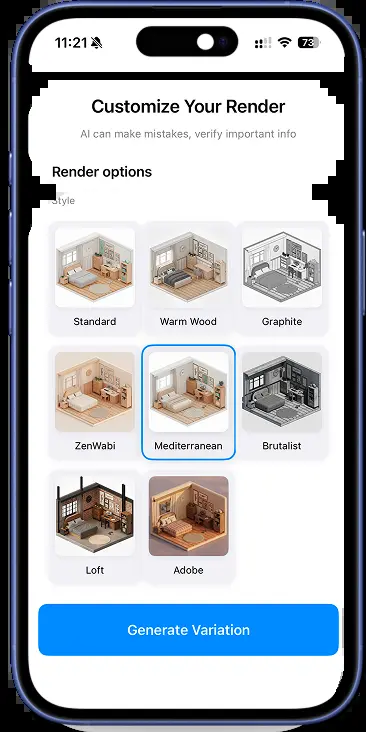 11:21
73
Customize Your Render
AI can make mistakes, verify important info
Render options
Style
Standard
Warm Wood
Graphite
ZenWabi
Mediterranean
Brutalist
Loft
Adobe
Generate Variation